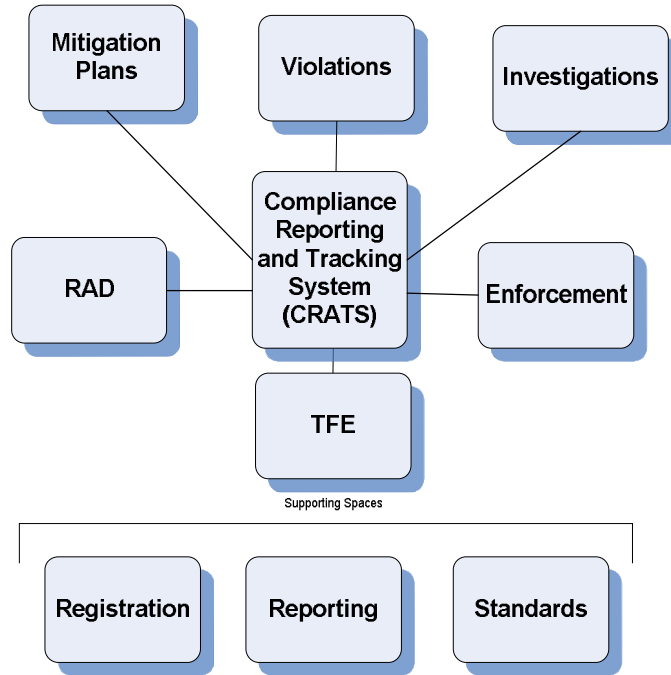 Mitigation
Plans
Violations
Investigations
Compliance
Reporting
and Tracking
System
(CRATS)
RAD
Enforcement
TFE
Supporting Spaces
Registration
Reporting
Standards